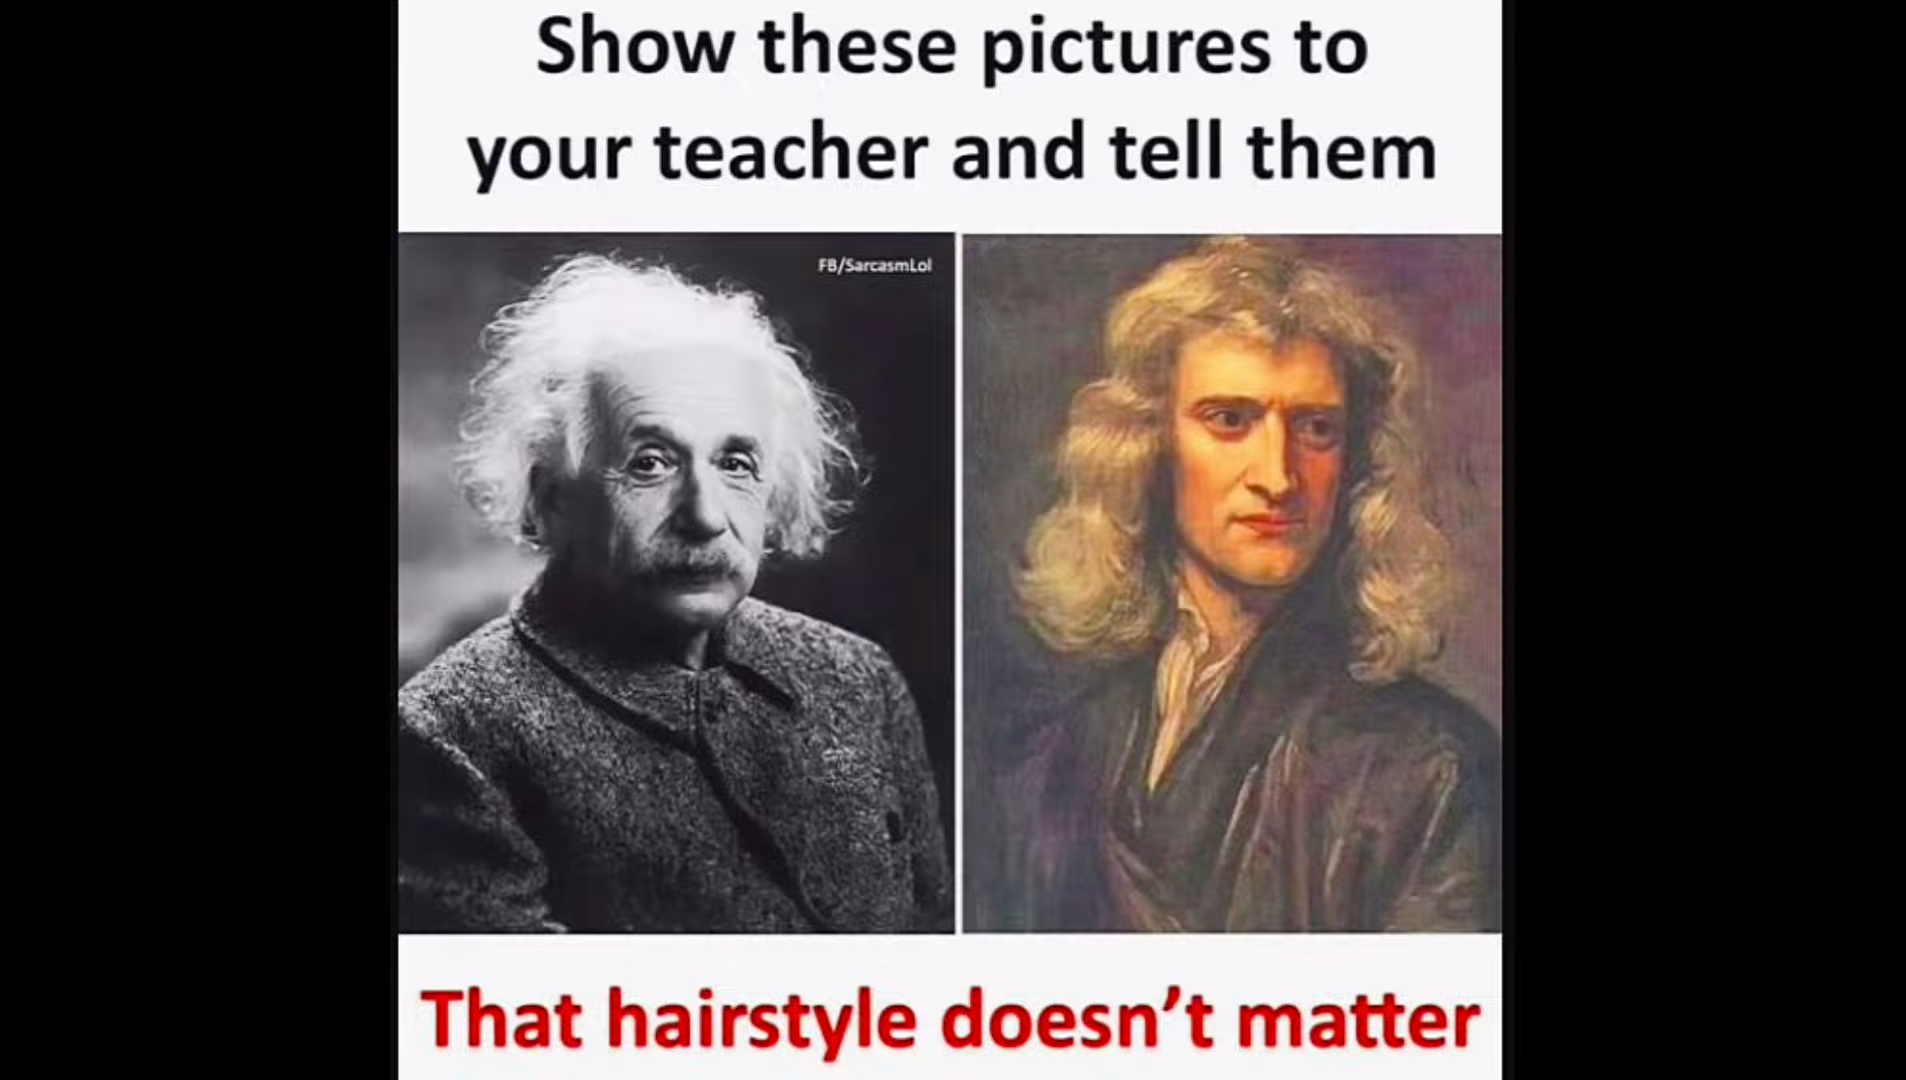 Show these pictures to
your teacher and tell them
FB/SarcasmLol
That hairstyle doesn’t matter